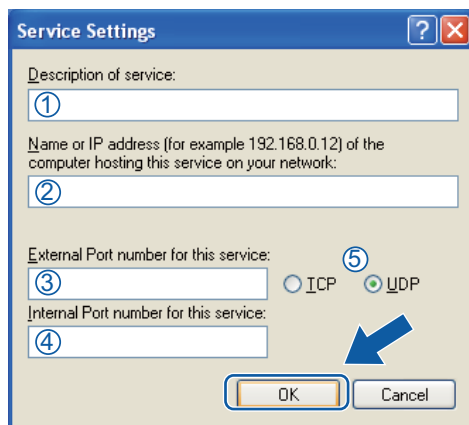 Service Settings
Description of service:
①
Name or IP address (for example 192.168.0.12) of the
computer hosting this service on your network:
②
External Port number for this service:
③ TCP ⑤ UDP
Internal Port number for this service:
④
OK Cancel